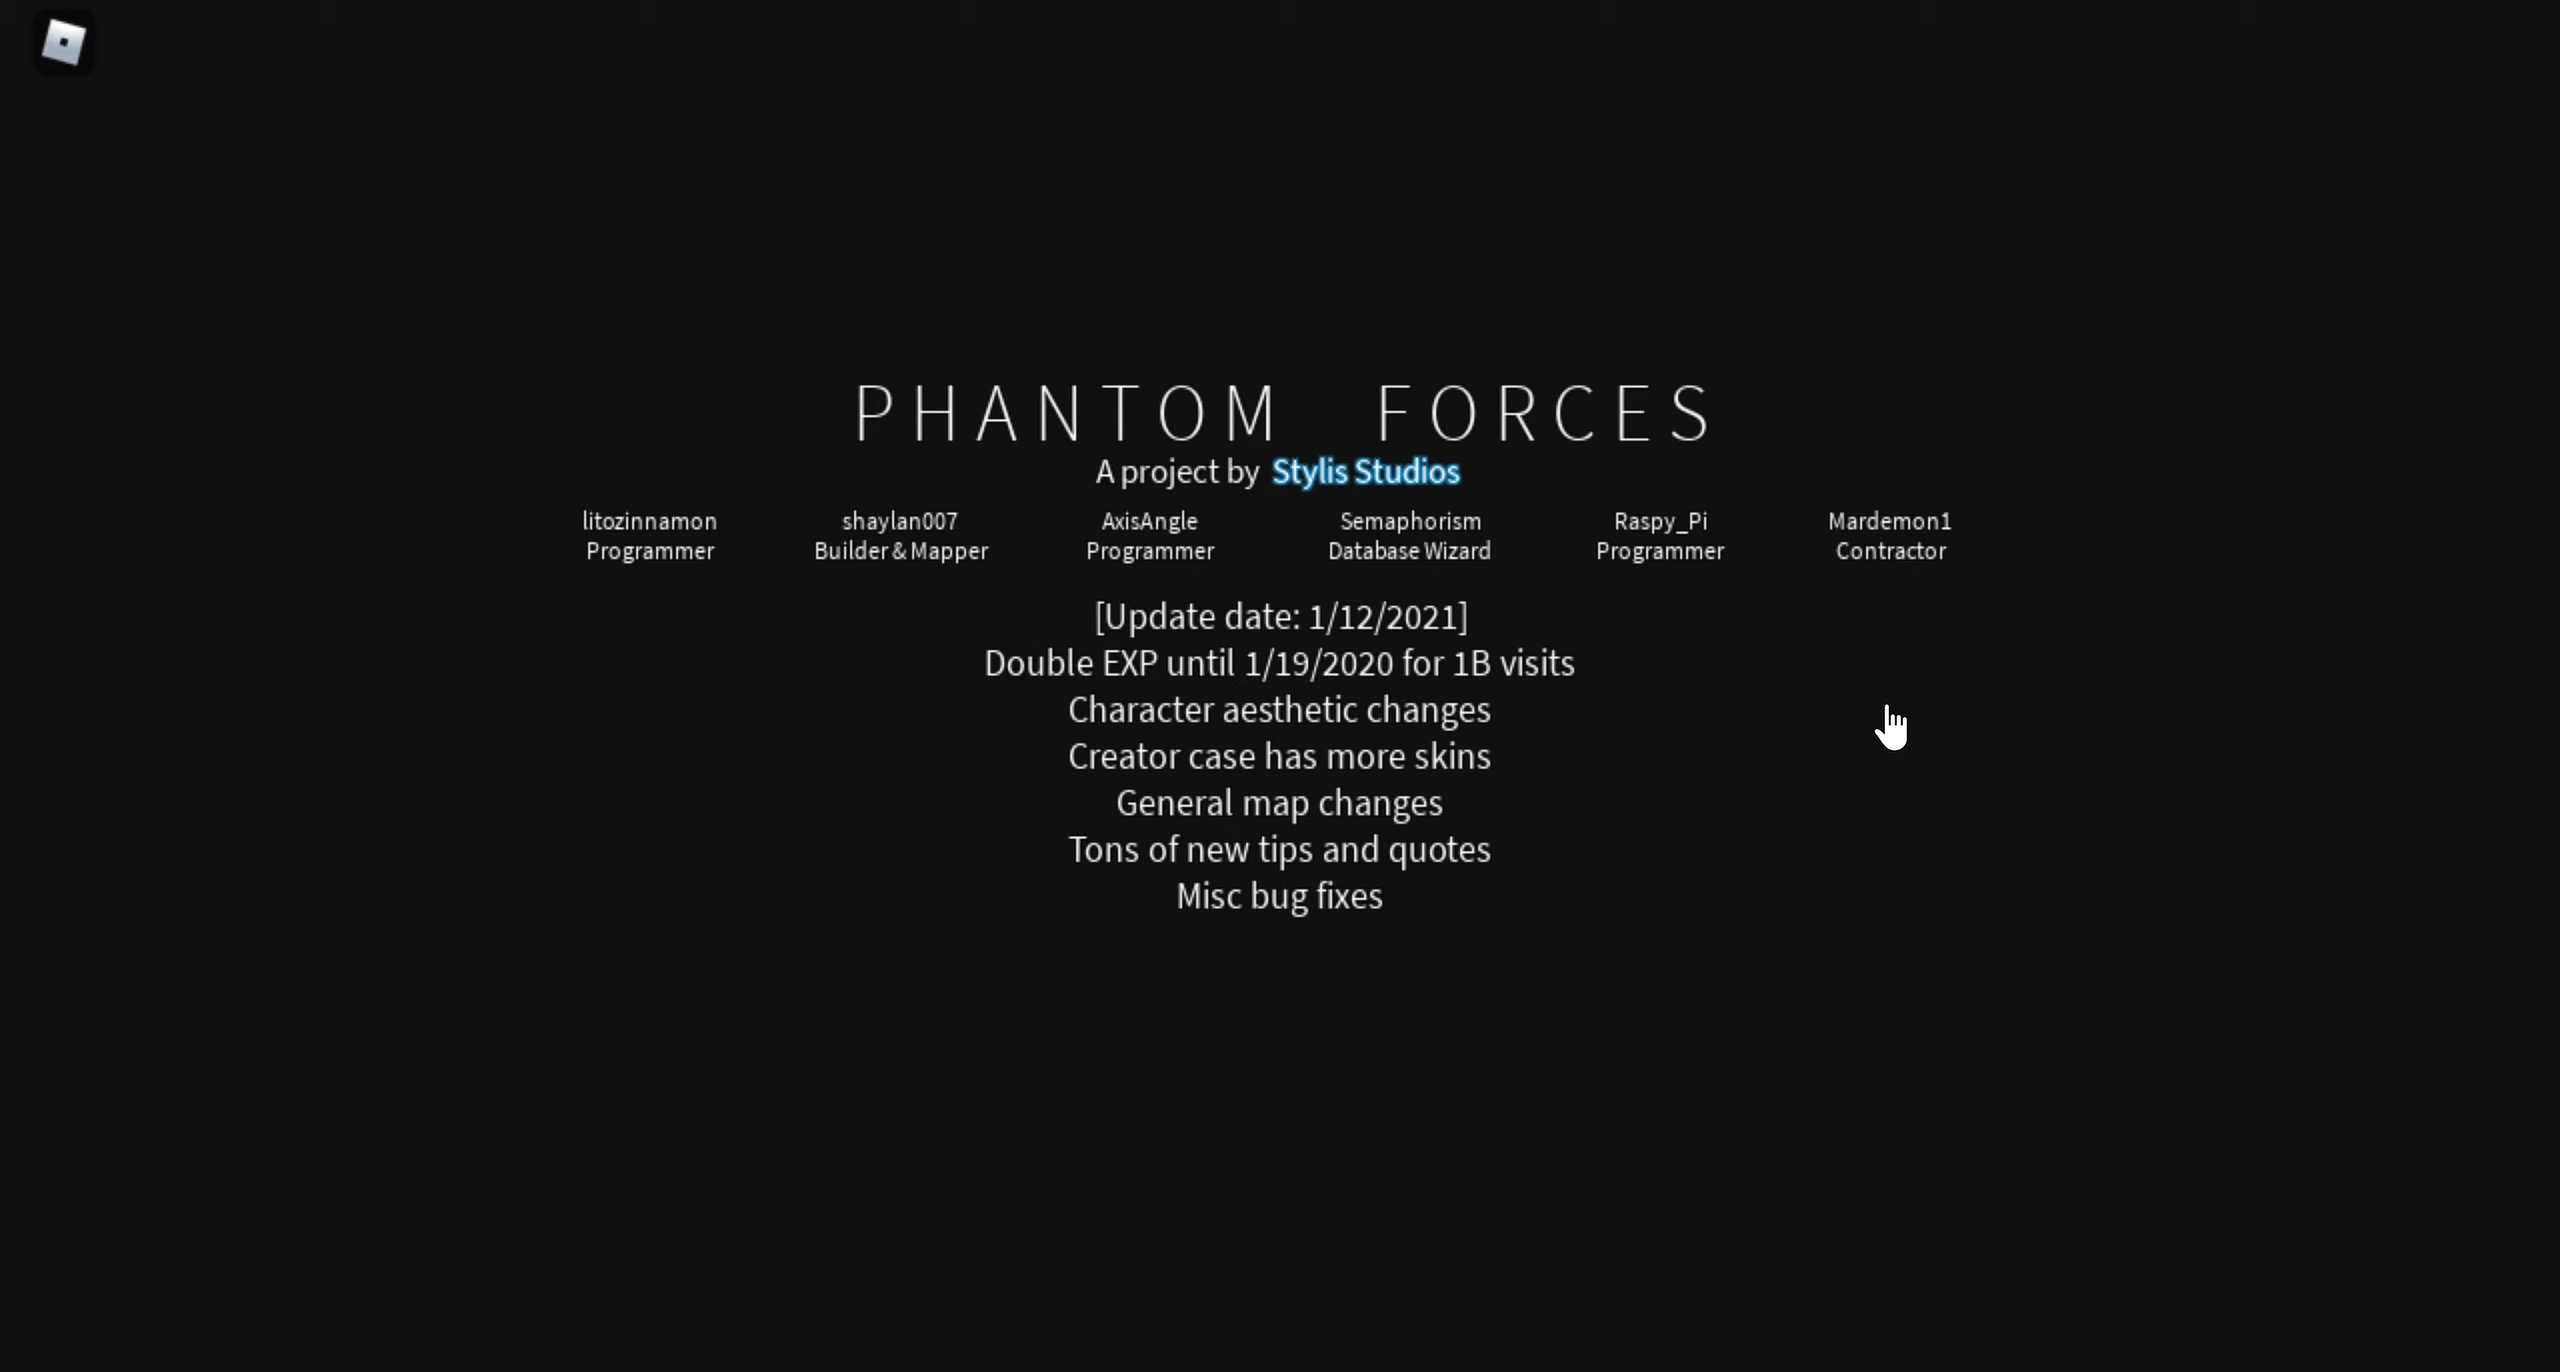 PHANTOM FORCES
A project by Stylis Studios
litozinnamon shaylan007 AxisAngle Semaphorism Raspy_Pi Mardemon1
Programmer Builder & Mapper Programmer Database Wizard Programmer Contractor
[Update date: 1/12/2021]
Double EXP until 1/19/2020 for 1B visits
Character aesthetic changes
Creator case has more skins
General map changes
Tons of new tips and quotes
Misc bug fixes